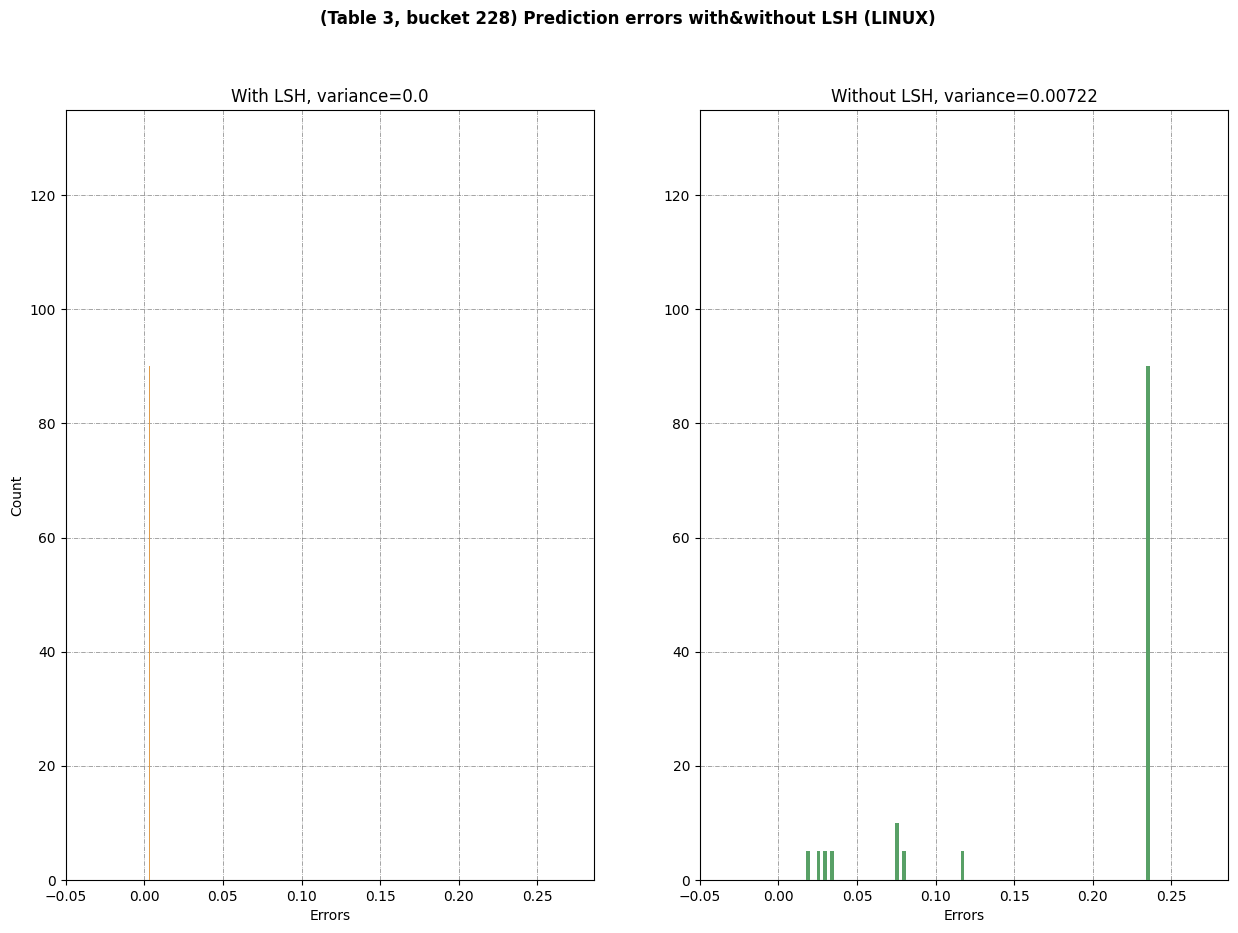 (Table 3, bucket 228) Prediction errors with&without LSH (LINUX)
With LSH, variance=0.0
120
100
80
60
40
20
0
Count
−0.05 0.00 0.05 0.10 0.15 0.20 0.25
Errors
Without LSH, variance=0.00722
120
100
80
60
40
20
0
−0.05 0.00 0.05 0.10 0.15 0.20 0.25
Errors